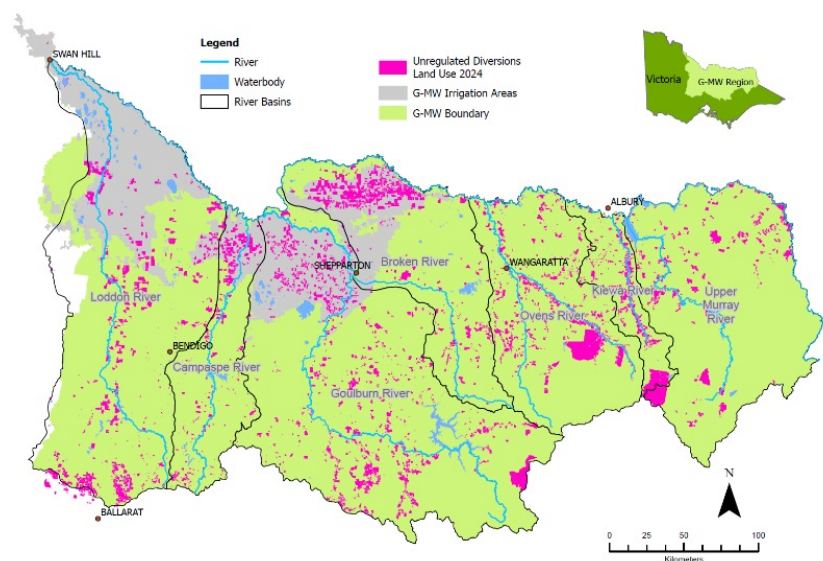 SWAN HILL
Legend
River
Waterbody
River Basins
Unregulated Diversions
Land Use 2024
G-MW Irrigation Areas
G-MW Boundary
Victoria
G-MW Region
ALBURY
SHEPPARTON
Broken River
WANGARATTA
Kiewa River
Upper
Murray
River
Loddon River
Ovens River
BENDIGO
Campaspe River
Goulburn River
BALLARAT
N
0 25 50 75 100
Kilometers